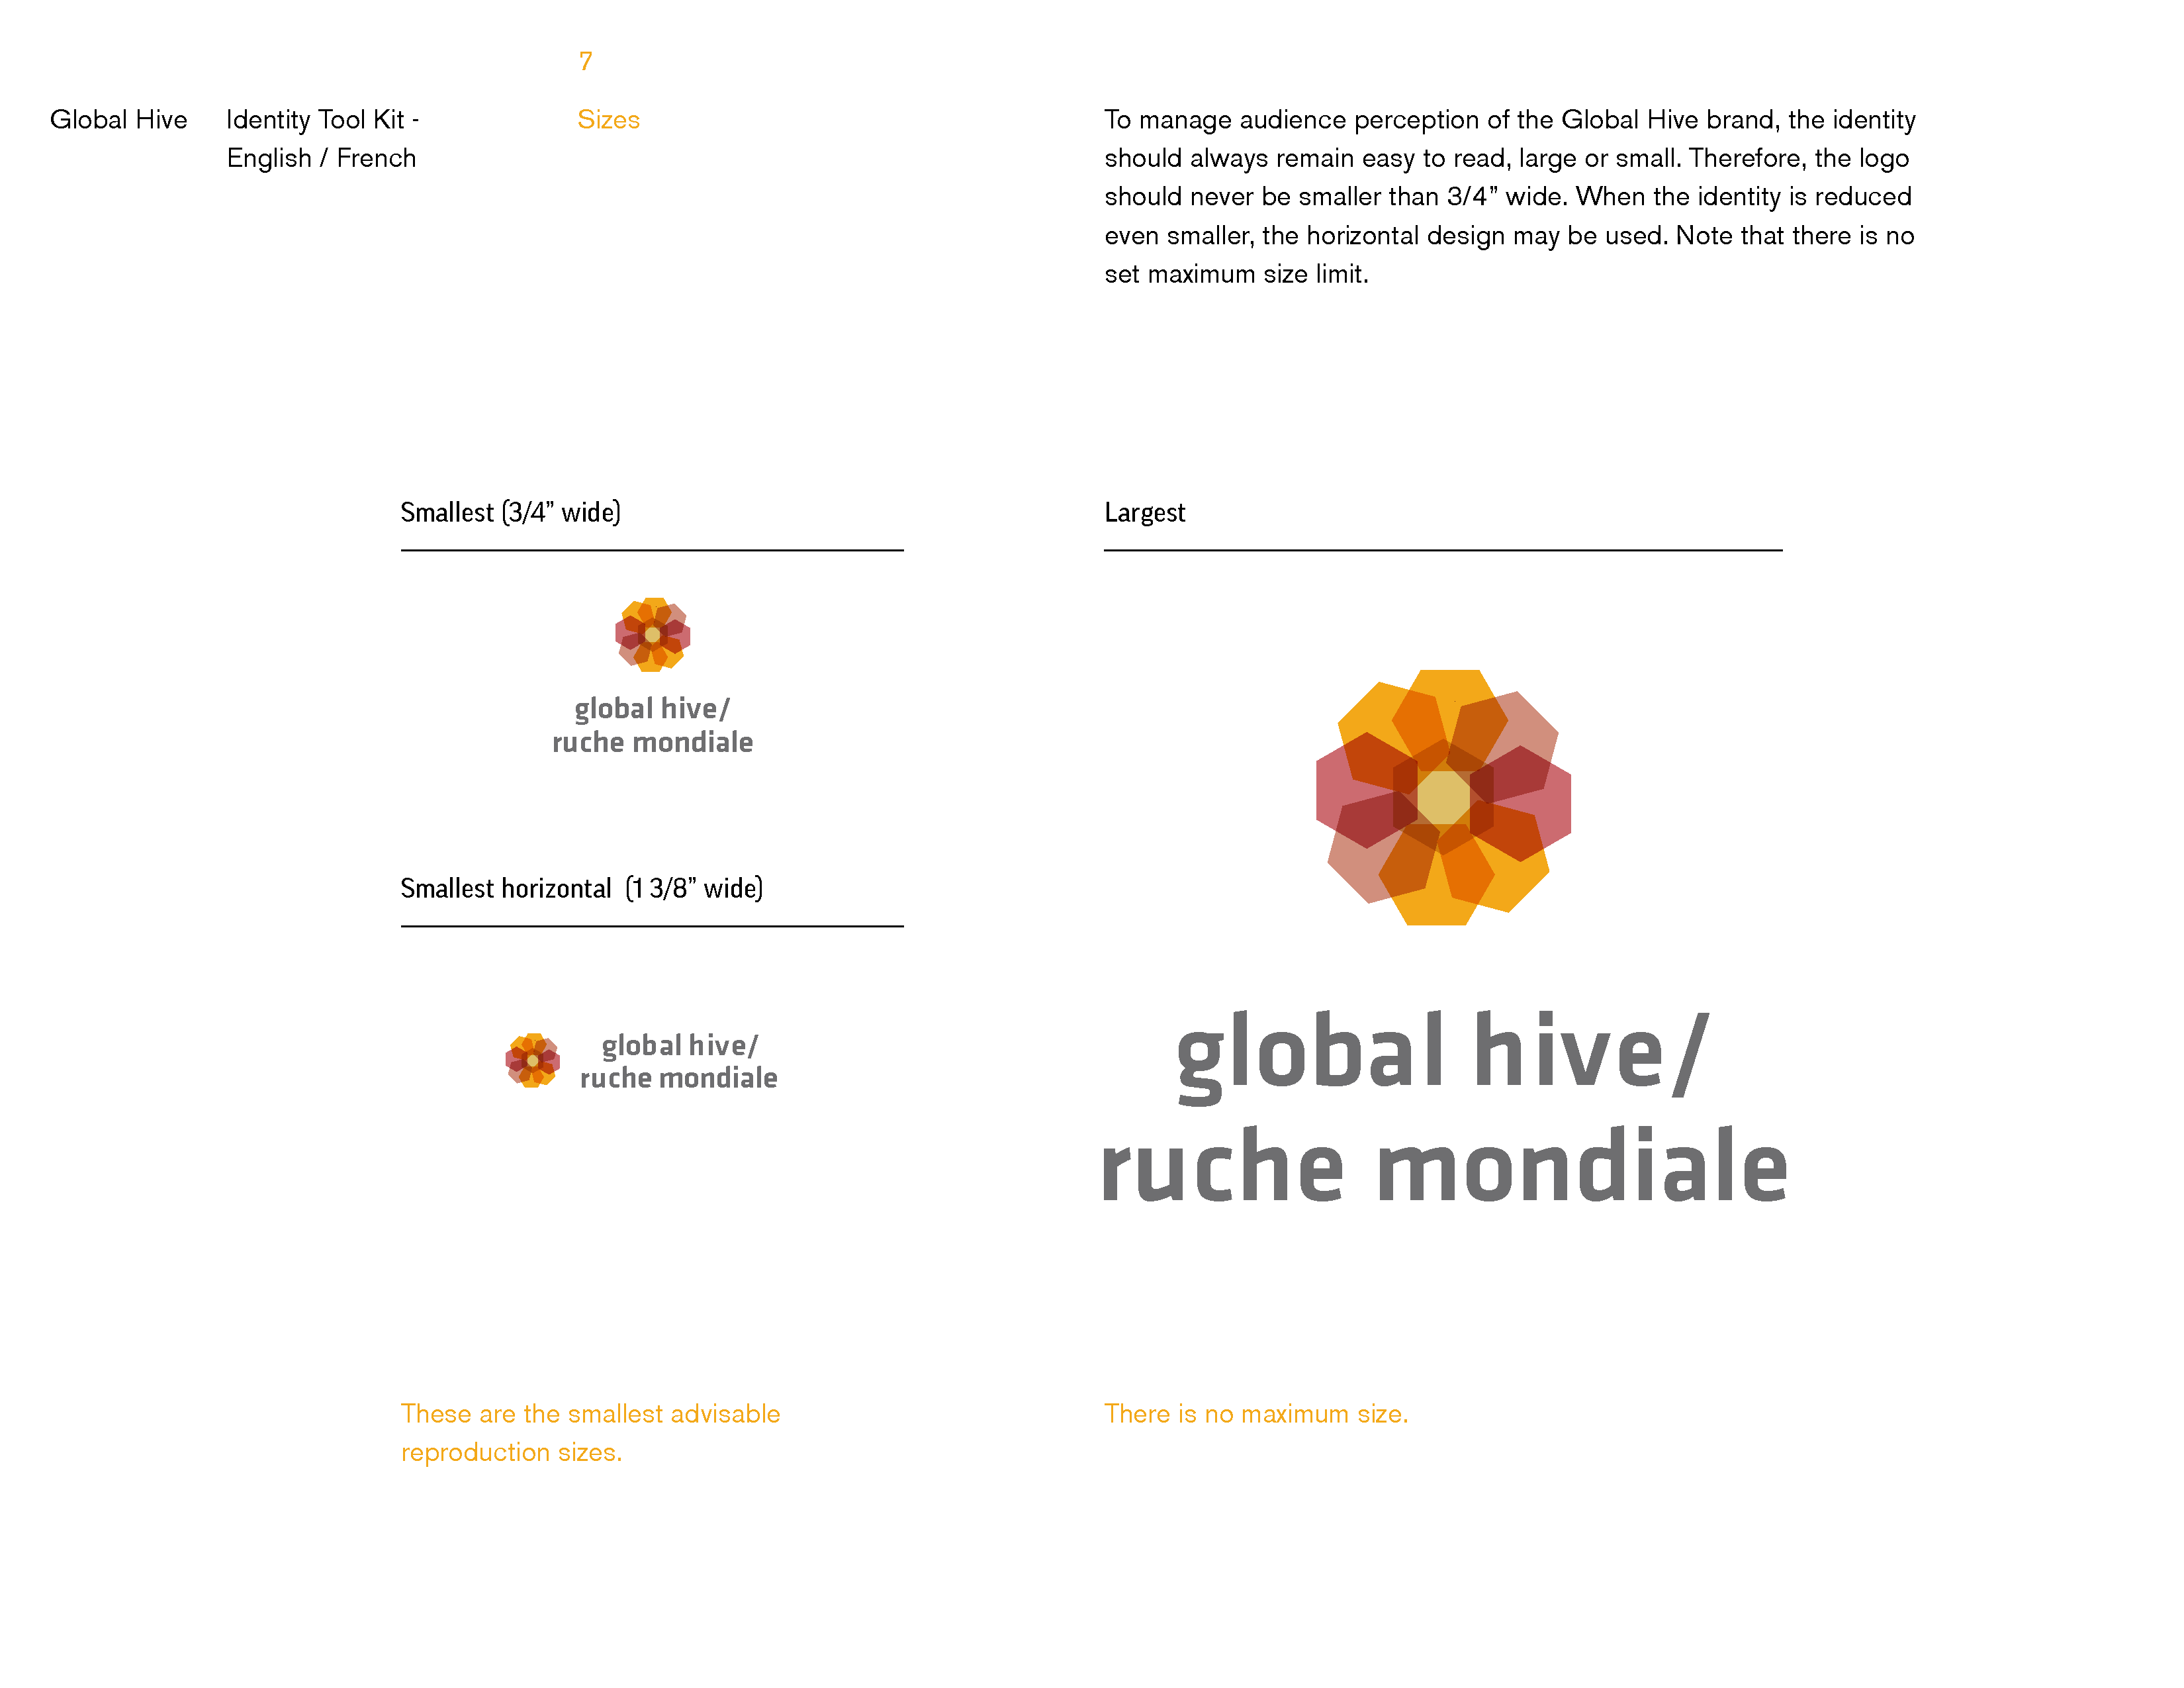 7
Global Hive
Identity Tool Kit -
English / French
Sizes
To manage audience perception of the Global Hive brand, the identity
should always remain easy to read, large or small. Therefore, the logo
should never be smaller than 3/4” wide. When the identity is reduced
even smaller, the horizontal design may be used. Note that there is no
set maximum size limit.
Smallest (3/4” wide)
global hive/
ruche mondiale
Smallest horizontal (1 3/8” wide)
global hive/
ruche mondiale
These are the smallest advisable
reproduction sizes.
Largest
global hive/
ruche mondiale
There is no maximum size.